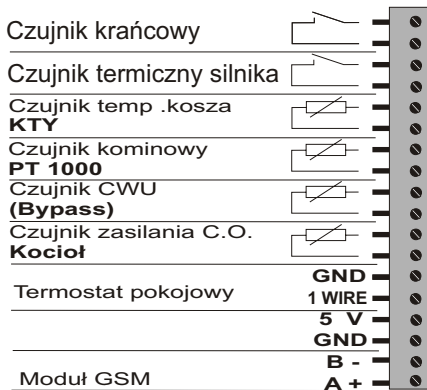 Czujnik krańcowy
Czujnik termiczny silnika
Czujnik temp .kosza
KTY
Czujnik kominowy
PT 1000
Czujnik CWU
(Bypass)
Czujnik zasilania C.O.
Kocioł
GND
Termostat pokojowy
1 WIRE
5 V
GND
B -
Moduł GSM
A +